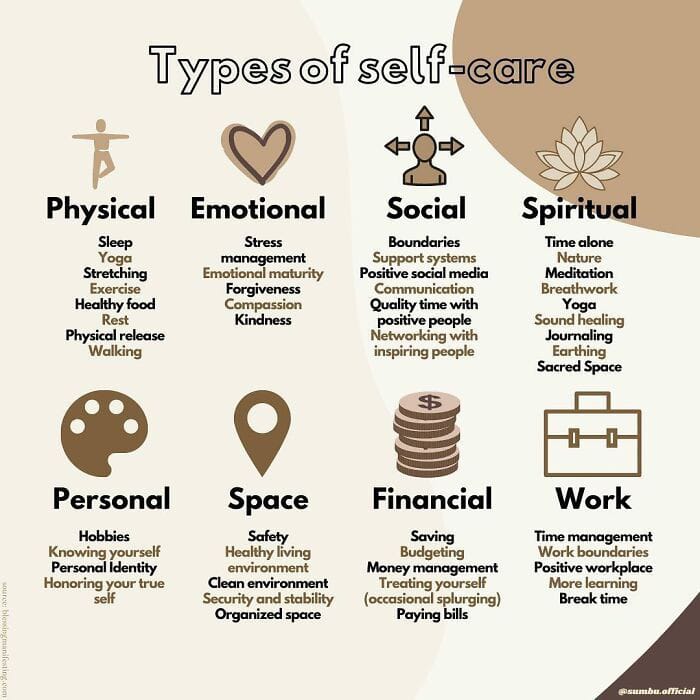 Types of self-care
Physical
Sleep
Yoga
Stretching
Exercise
Healthy food
Rest
Physical release
Walking
Emotional
Stress
management
Emotional maturity
Forgiveness
Compassion
Kindness
Social
Boundaries
Support systems
Positive social media
Communication
Quality time with
positive people
Networking with
inspiring people
Spiritual
Time alone
Nature
Meditation
Breathwork
Yoga
Sound healing
Journaling
Earthing
Sacred Space
Personal
Hobbies
Knowing yourself
Personal Identity
Honoring your true
self
Space
Safety
Healthy living
environment
Clean environment
Security and stability
Organized space
$
Financial
Saving
Budgeting
Money management
Treating yourself
(occasional splurging)
Paying bills
Work
Time management
Work boundaries
Positive workplace
More learning
Break time
source: blessingmanifesting.com
@sumbu.official